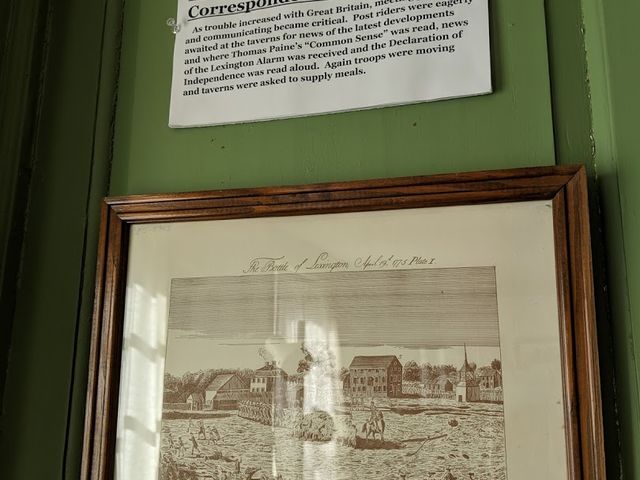 Correspond
As trouble increased with Great Britain, meeting
and communicating became critical. Post riders were eagerly
awaited at the taverns for news of the latest developments
and where Thomas Paine's "Common Sense" was read, news
of the Lexington Alarm was received and the Declaration of
Independence was read aloud. Again troops were moving
and taverns were asked to supply meals.
The Battle of Lexington, April 19th 1775 Plate I.